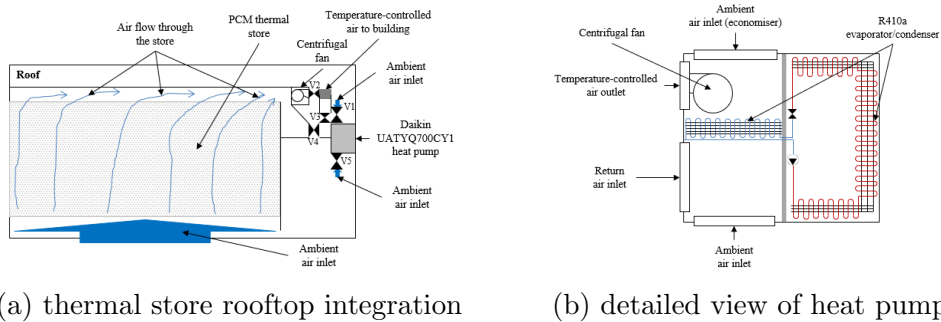 Air flow through
the store
PCM thermal
store
Temperature-controlled
air to building
Centrifugal
fan
Ambient
air inlet
Roof
V2
V1
V3
V4
V5
Daikin
UATYQ700CY1
heat pump
Ambient
air inlet
Ambient
air inlet
(a) thermal store rooftop integration
Ambient
air inlet (economiser)
R410a
evaporator/condenser
Centrifugal fan
Temperature-controlled
air outlet
Return
air inlet
Ambient
air inlet
(b) detailed view of heat pump